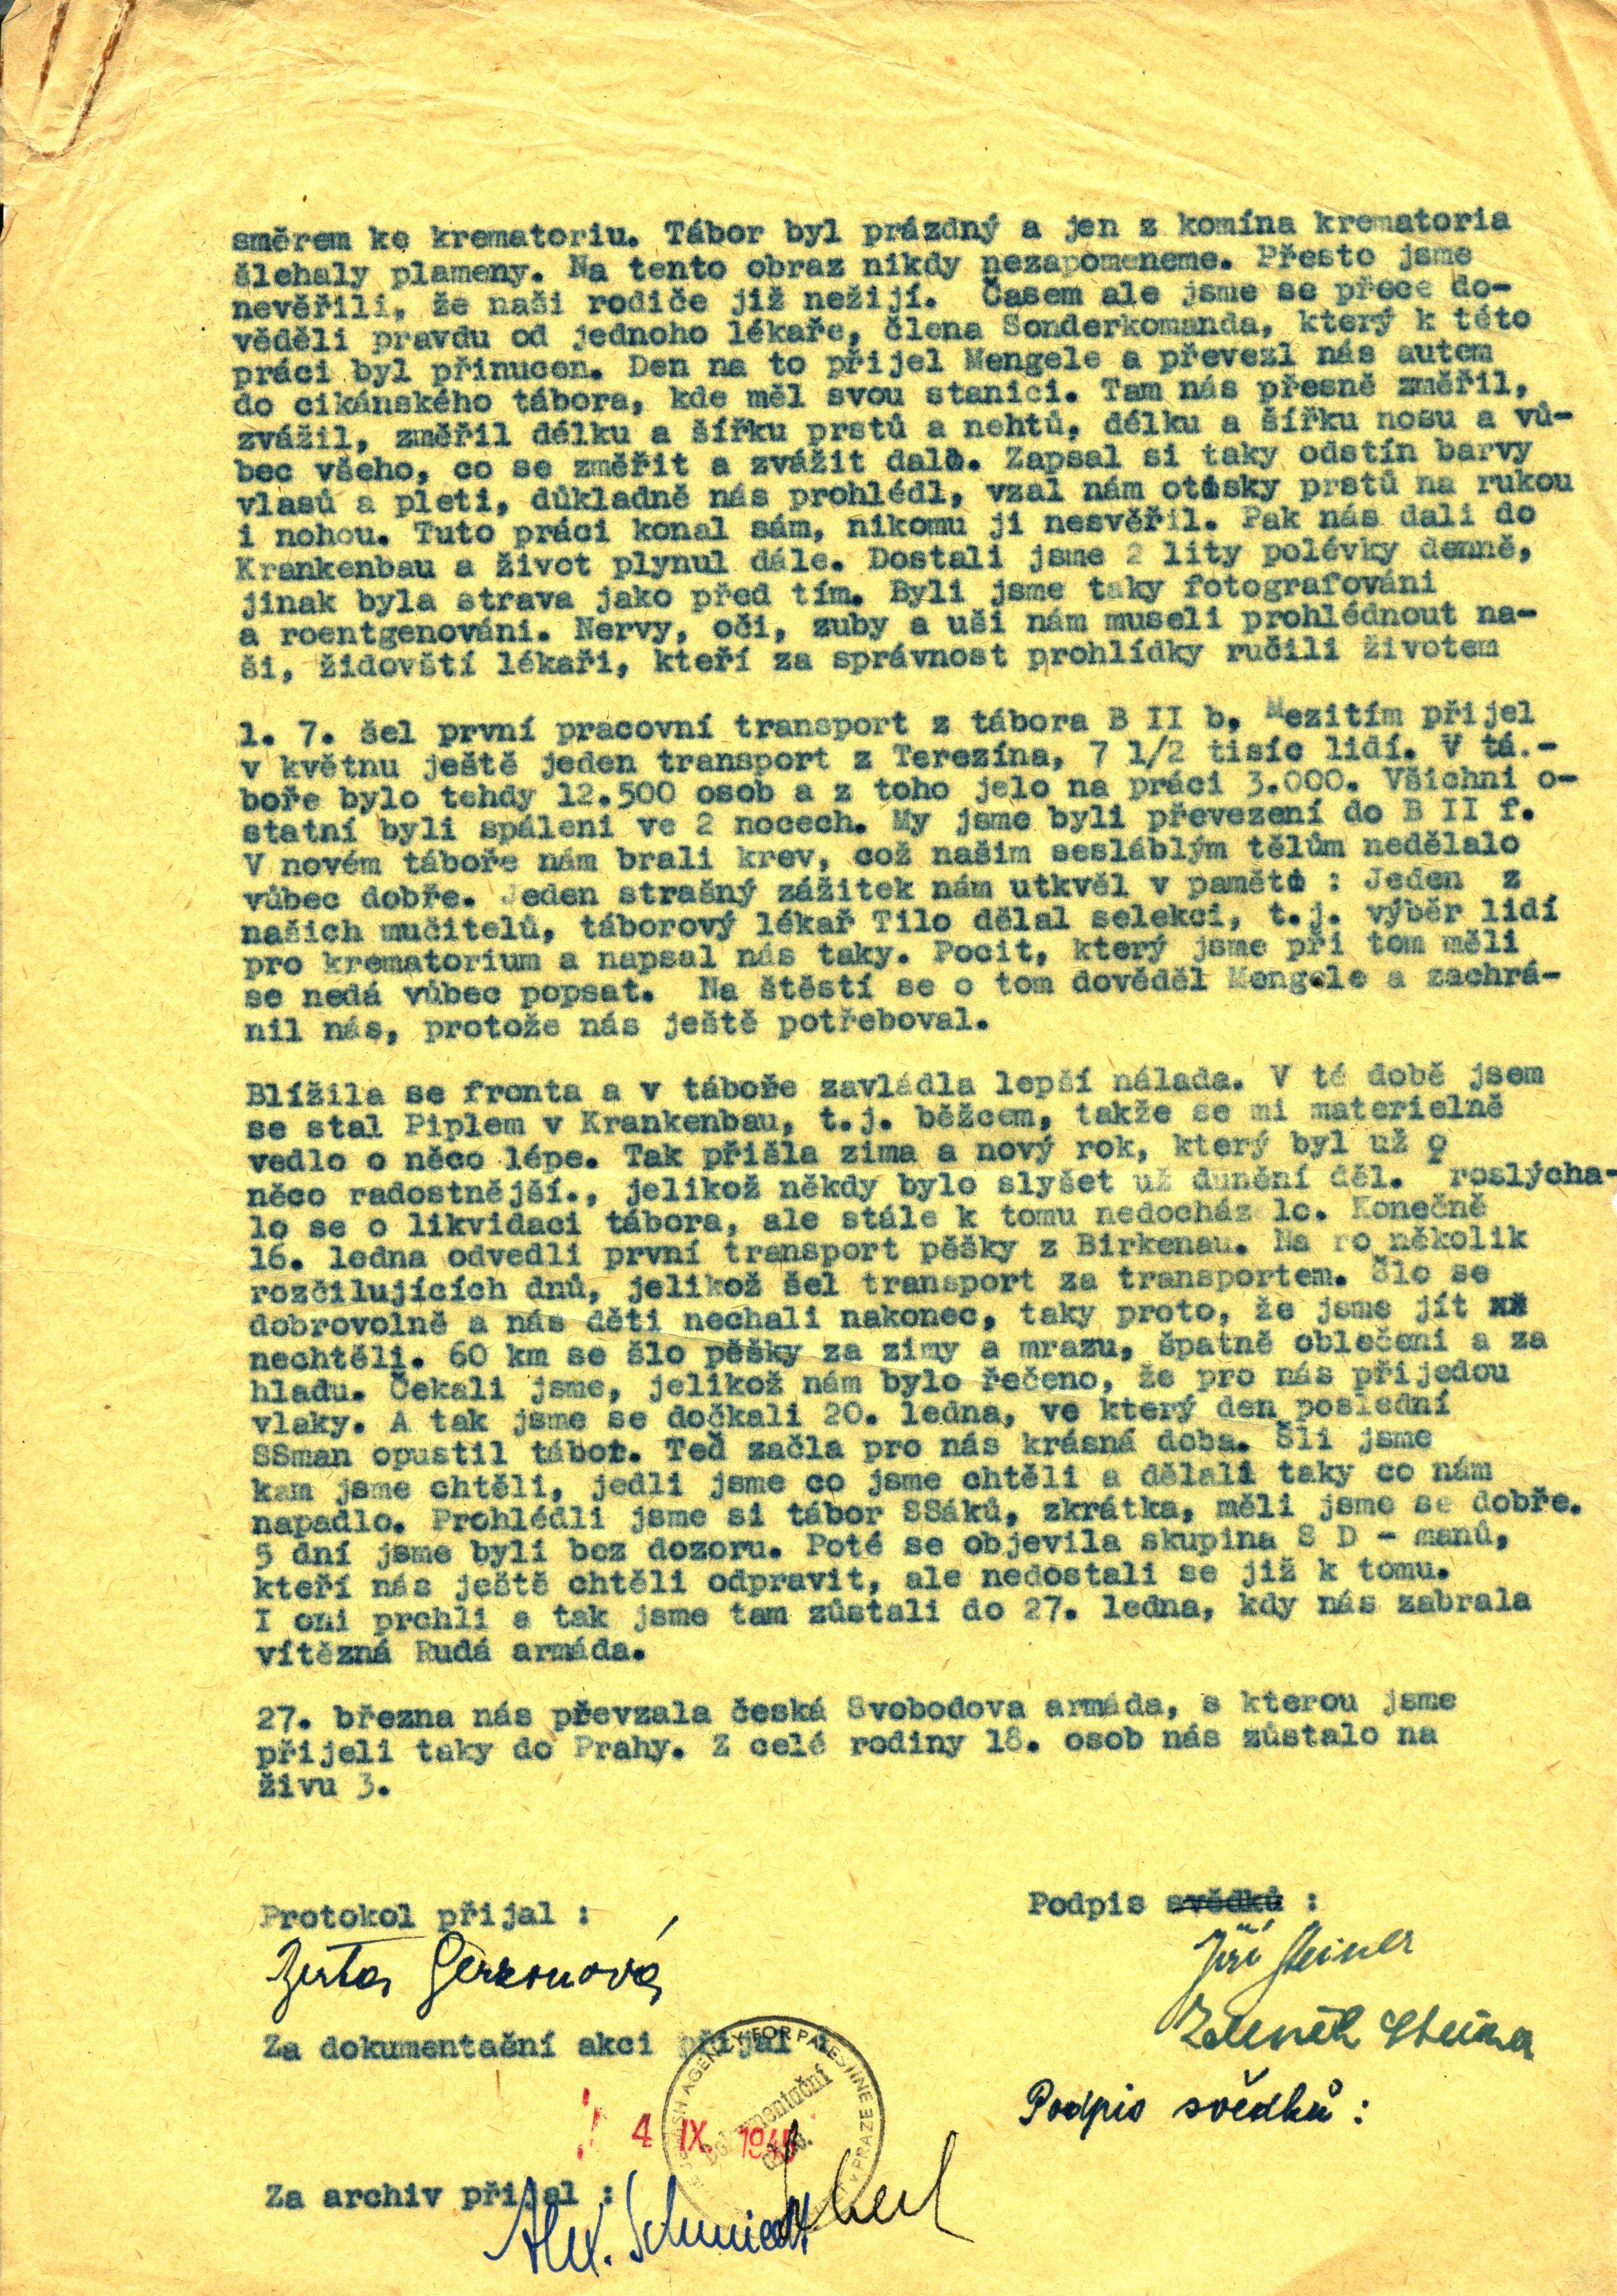 směrem ke krematoriu. Tábor byl prázdný a jen z komína krematoria
šlehaly plameny. Na tento obraz nikdy nezapomeneme. Přesto jsme
nevěřili, že naši rodiče již nežijí. Časem ale jsme se přece do-
věděli pravdu od jednoho lékaře, člena Sonderkomanda, který k této
práci byl přinucen. Den na to přijel Mengele a převezl nás autem
do cikánského tábora, kde měl svou stanici. Tam nás přesně změřil,
zvážil, změřil délku a šířku prstů a nehtů, délku a šířku nosu a vů-
bec všeho, co se změřit a zvážit dalo. Zapsal si taky odstín barvy
vlasů a pleti, důkladně nás prohlédl, vzal nám otisky prstů na rukou
i nohou. Tuto práci konal sám, nikomu ji nesvěřil. Pak nás dali do
Krankenbau a život plynul dále. Dostali jsme 2 lity polévky denně,
jinak byla strava jako před tím. Byli jsme taky fotografováni
a roentgenováni. Nervy, oči, zuby a uši nám museli prohlédnout na-
ši, židovští lékaři, kteří za správnost prohlídky ručili životem
1. 7. šel první pracovní transport z tábora B II b. Mezitím přijel
v květnu ještě jeden transport z Terezína, 7 1/2 tisíc lidí. V tá.-
boře bylo tehdy 12.500 osob a z toho jelo na práci 3.000. Všichni o-
statní byli spáleni ve 2 nocech. My jsme byli převezení do B II f.
V novém táboře nám brali krev, což našim sesláblým tělům nedělalo
vůbec dobře. Jeden strašný zážitek nám utkvěl v paměti : Jeden z
našich mučitelů, táborový lékař Tilo dělal selekci, t.j. výběr lidí
pro krematorium a napsal nás taky. Pocit, který jsme při tom měli
se nedá vůbec popsat. Na štěstí se o tom dověděl Mengele a zachrá-
nil nás, protože nás ještě potřeboval.
Blížila se fronta a v táboře zavládla lepší nálada. V té době jsem
se stal Piplem v Krankenbau, t.j. běžcem, takže se mi materielně
vedlo o něco lépe. Tak přišla zima a nový rok, který byl už o
něco radostnější., jelikož někdy bylo slyšet už dunění děl. roslýcha-
lo se o likvidaci tábora, ale stále k tomu nedocházelo. Konečně
16. ledna odvedli první transport pěšky z Birkenau. Na ro několik
rozčilujících dnů, jelikož šel transport za transportem. Šlo se
dobrovolně a nás děti nechali nakonec, taky proto, že jsme jít
nechtěli. 60 km se šlo pěšky za zimy a mrazu, špatně oblečeni a za
hladu. Čekali jsme, jelikož nám bylo řečeno, že pro nás přijedou
vlaky. A tak jsme se dočkali 20. ledna, ve který den poslední
SSman opustil tábor. Teď začla pro nás krásná doba. Šli jsme
kam jsme chtěli, jedli jsme co jsme chtěli a dělali taky co nám
napadlo. Prohlédli jsme si tábor SSáků, zkrátka, měli jsme se dobře.
5 dní jsme byli bez dozoru. Poté se objevila skupina S D - manů,
kteří nás ještě chtěli odpravit, ale nedostali se již k tomu.
I oni prchli a tak jsme tam zůstali do 27. ledna, kdy nás zabrala
vítězná Rudá armáda.
27. března nás převzala česká Svobodova armáda, s kterou jsme
přijeli taky do Prahy. Z celé rodiny 18. osob nás zůstalo na
živu 3.
Protokol přijal :
Podpis svědků :
Berta Gerzonová
Jiří Steiner
Zdeněk Steiner
Za dokumentační akci přijal
JEWISH AGENCY FOR PALESTINE
V PRAZE
Dokumentační
4 IX. 1945
Podpis svědků :
Za archiv přijal :
Alex. Schmiedt